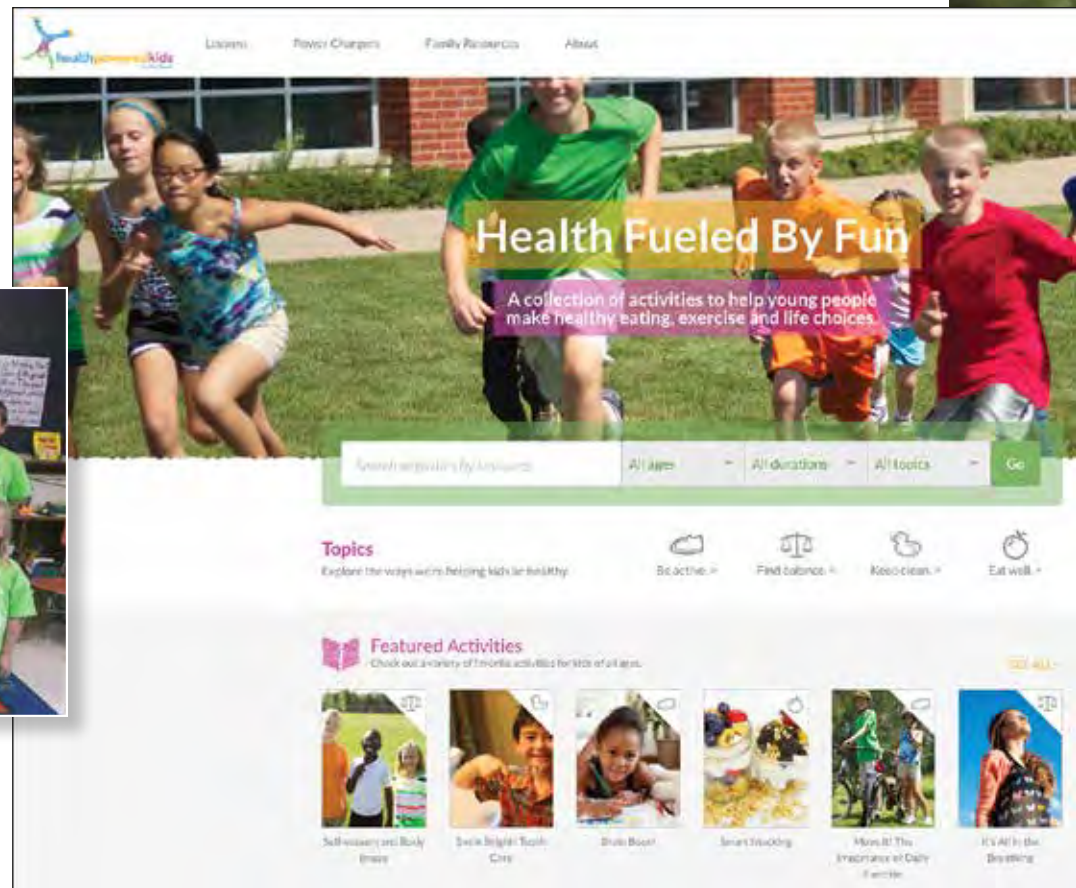 healthpoweredkids
Lessons Power Chargers Family Resources About
Health Fueled By Fun
A collection of activities to help young people
make healthy eating, exercise and life choices.
Search activities by keyword All ages All durations All topics Go
Topics
Explore the ways we're helping kids be healthy.
Be active. > Find balance. > Keep clean. > Eat well. >
Featured Activities
Check out a variety of favorite activities for kids of all ages.
SEE ALL
Self-esteem and Body
Image
Smile Bright! Tooth
Care
Brain Boost
Smart Snacking
Move It! The
Importance of Daily
Exercise
It's All in the
Breathing